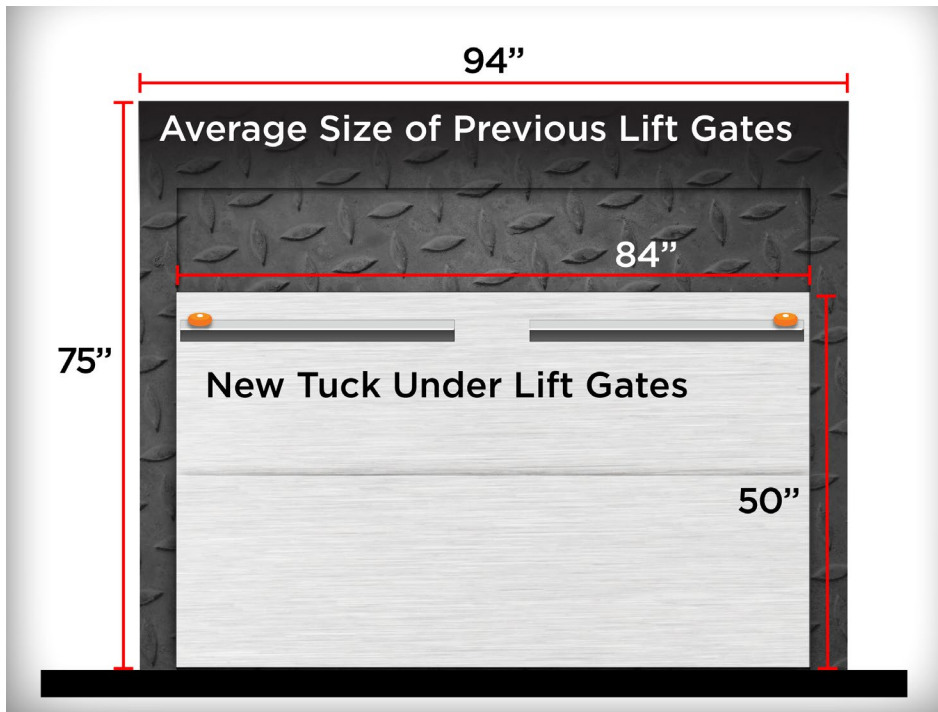 94”
Average Size of Previous Lift Gates
84”
75”
New Tuck Under Lift Gates
50”